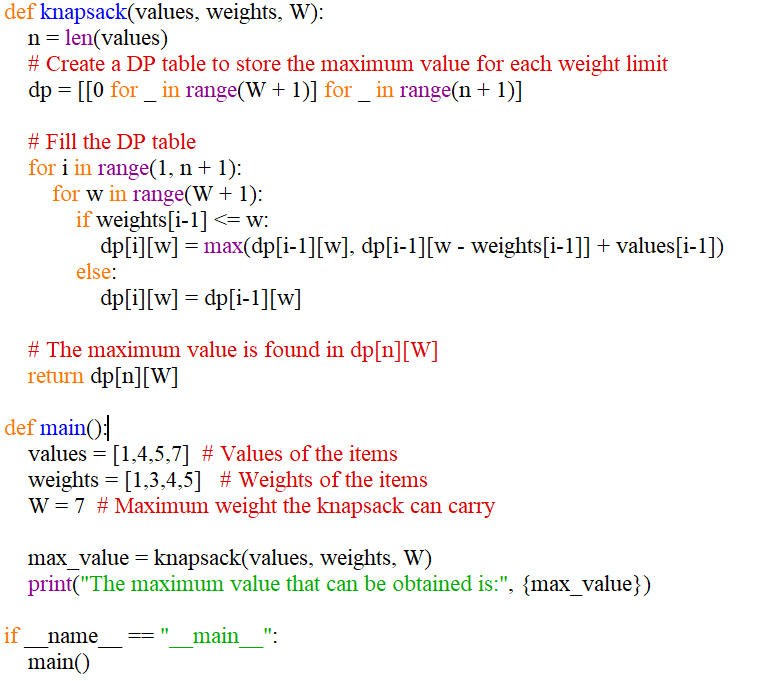 def knapsack(values, weights, W):
    n = len(values)
    # Create a DP table to store the maximum value for each weight limit
    dp = [[0 for _ in range(W + 1)] for _ in range(n + 1)]

    # Fill the DP table
    for i in range(1, n + 1):
        for w in range(W + 1):
            if weights[i-1] <= w:
                dp[i][w] = max(dp[i-1][w], dp[i-1][w - weights[i-1]] + values[i-1])
            else:
                dp[i][w] = dp[i-1][w]

    # The maximum value is found in dp[n][W]
    return dp[n][W]

def main():
    values = [1,4,5,7]  # Values of the items
    weights = [1,3,4,5]   # Weights of the items
    W = 7  # Maximum weight the knapsack can carry

    max_value = knapsack(values, weights, W)
    print("The maximum value that can be obtained is:", {max_value})

if __name__ == "__main__":
    main()